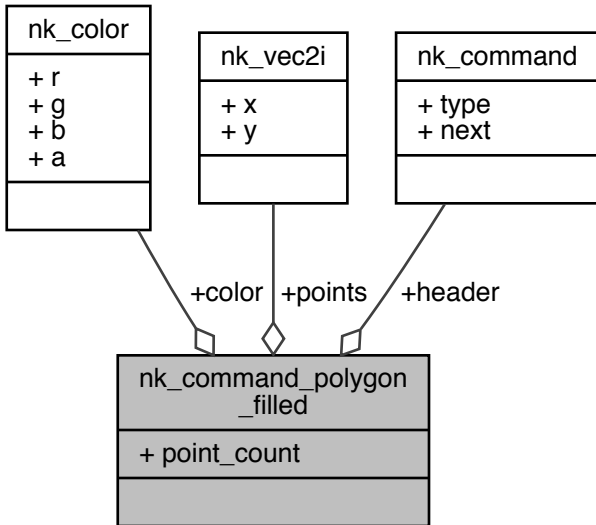 nk_color
+ r
+ g
+ b
+ a
nk_vec2i
+ x
+ y
nk_command
+ type
+ next
+color
+points
+header
nk_command_polygon
_filled
+ point_count